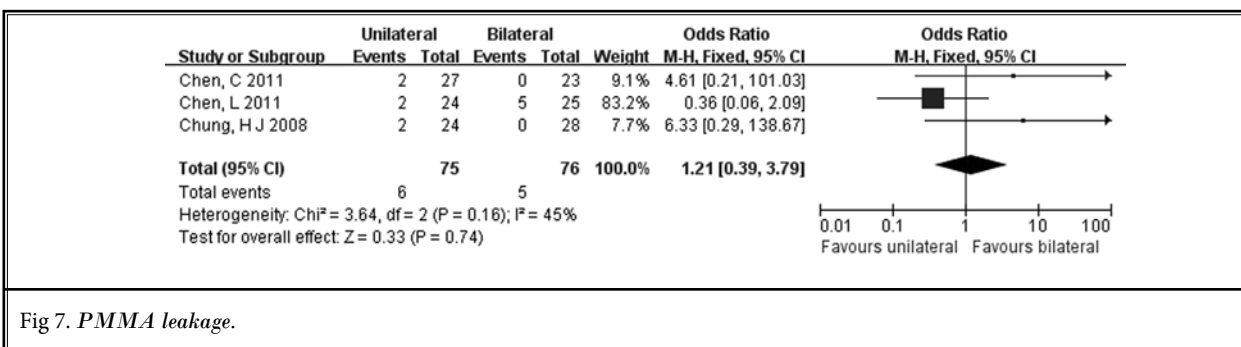 Unilateral Bilateral Odds Ratio Odds Ratio
Study or Subgroup Events Total Events Total Weight M-H, Fixed, 95% CI M-H, Fixed, 95% CI
Chen, C 2011 2 27 0 23 9.1% 4.61 [0.21, 101.03]
Chen, L 2011 2 24 5 25 83.2% 0.36 [0.06, 2.09]
Chung, H J 2008 2 24 0 28 7.7% 6.33 [0.29, 138.67]
Total (95% CI) 75 76 100.0% 1.21 [0.39, 3.79]
Total events 6 5
Heterogeneity: Chi² = 3.64, df = 2 (P = 0.16); I² = 45%
Test for overall effect: Z = 0.33 (P = 0.74)
0.01 0.1 1 10 100
Favours unilateral Favours bilateral
Fig 7. PMMA leakage.